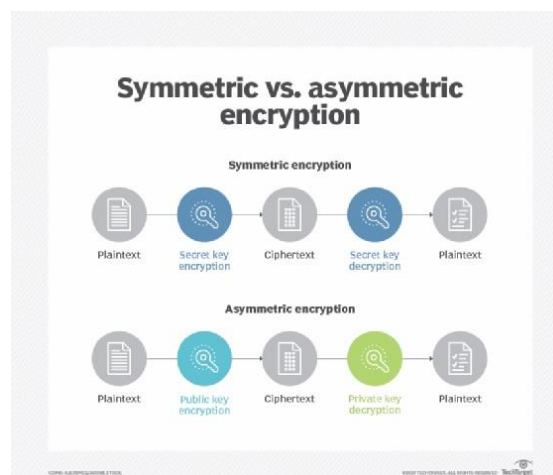 Symmetric vs. asymmetric
encryption
Symmetric encryption
Plaintext
Secret key
encryption
Ciphertext
Secret key
decryption
Plaintext
Asymmetric encryption
Plaintext
Public key
encryption
Ciphertext
Private key
decryption
Plaintext
TechTarget